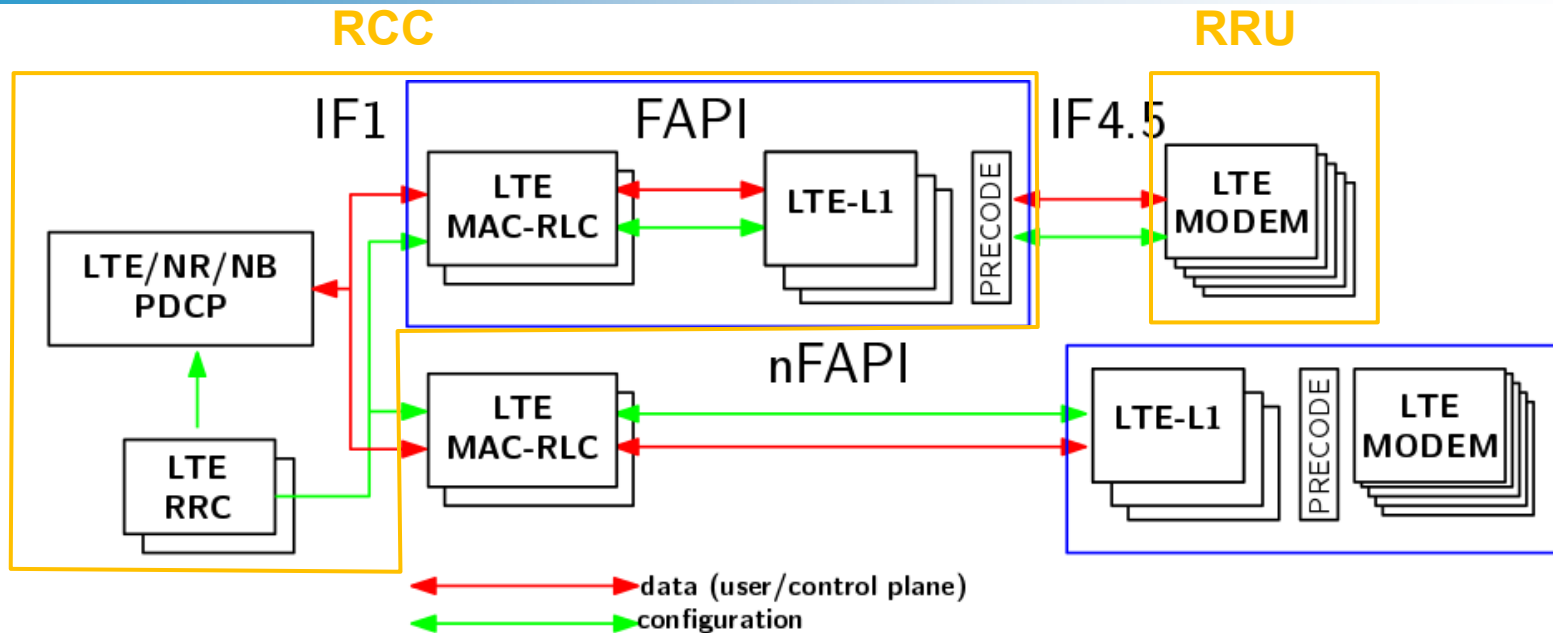 RCC
RRU
IF1
FAPI
IF4.5
LTE
MAC-RLC
LTE-L1
PRECODE
LTE
MODEM
LTE/NR/NB
PDCP
nFAPI
LTE
MAC-RLC
LTE-L1
PRECODE
LTE
MODEM
LTE
RRC
data (user/control plane)
configuration